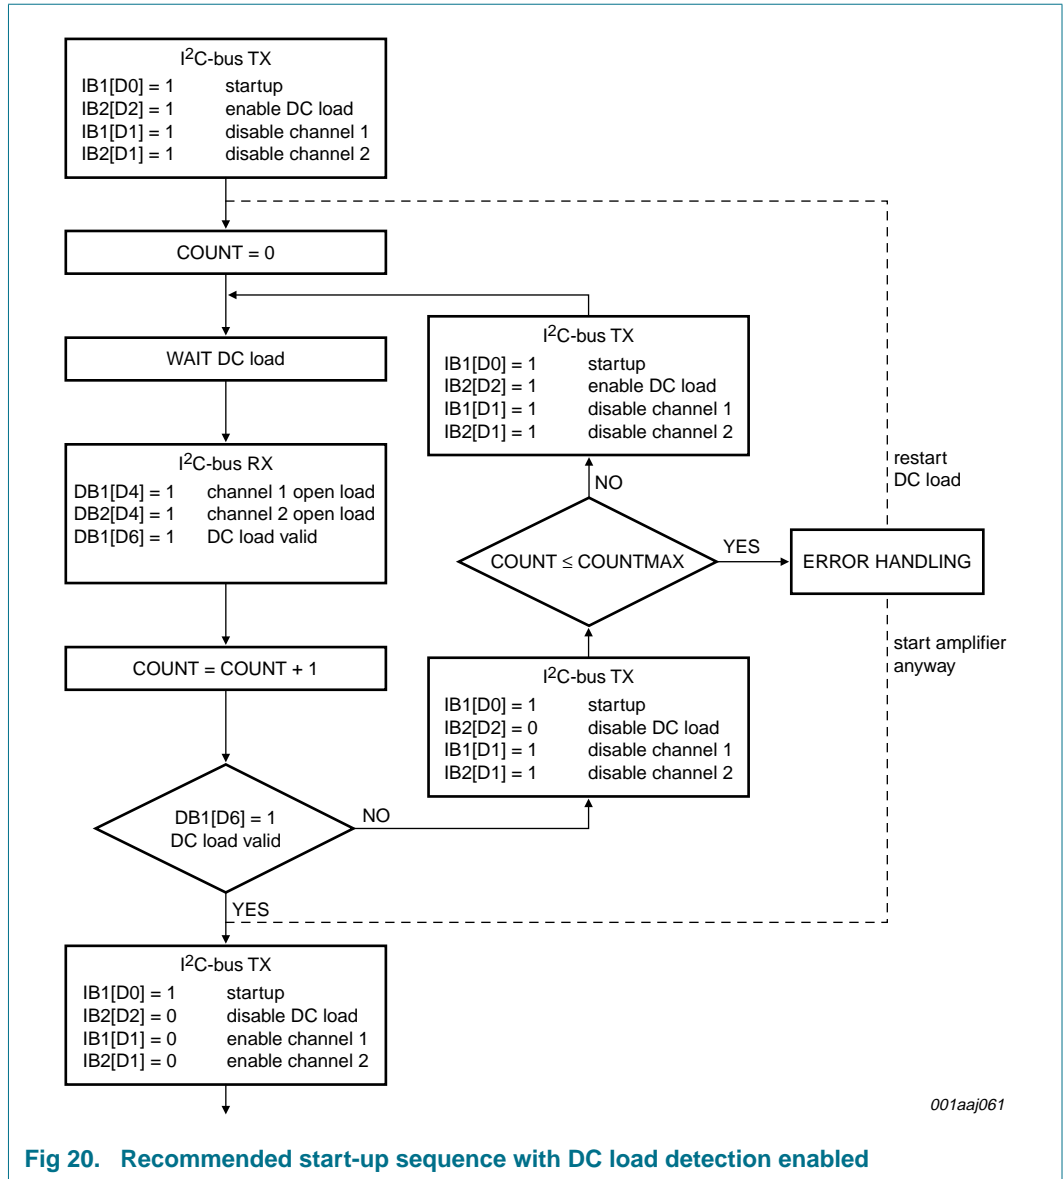 I2C-bus TX
IB1[D0] = 1 startup
IB2[D2] = 1 enable DC load
IB1[D1] = 1 disable channel 1
IB2[D1] = 1 disable channel 2
COUNT = 0
WAIT DC load
I2C-bus RX
DB1[D4] = 1 channel 1 open load
DB2[D4] = 1 channel 2 open load
DB1[D6] = 1 DC load valid
COUNT = COUNT + 1
DB1[D6] = 1
DC load valid
NO
YES
I2C-bus TX
IB1[D0] = 1 startup
IB2[D2] = 0 disable DC load
IB1[D1] = 0 enable channel 1
IB2[D1] = 0 enable channel 2
I2C-bus TX
IB1[D0] = 1 startup
IB2[D2] = 1 enable DC load
IB1[D1] = 1 disable channel 1
IB2[D1] = 1 disable channel 2
NO
COUNT ≤ COUNTMAX
YES
I2C-bus TX
IB1[D0] = 1 startup
IB2[D2] = 0 disable DC load
IB1[D1] = 1 disable channel 1
IB2[D1] = 1 disable channel 2
restart
DC load
ERROR HANDLING
start amplifier
anyway
001aaj061
Fig 20. Recommended start-up sequence with DC load detection enabled